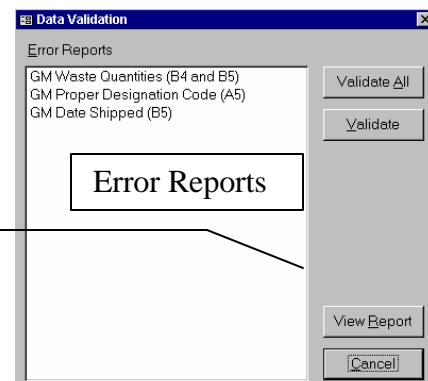 Data Validation
Error Reports
GM Waste Quantities (B4 and B5)
GM Proper Designation Code (A5)
GM Date Shipped (B5)
Validate All
Validate
Error Reports
View Report
Cancel